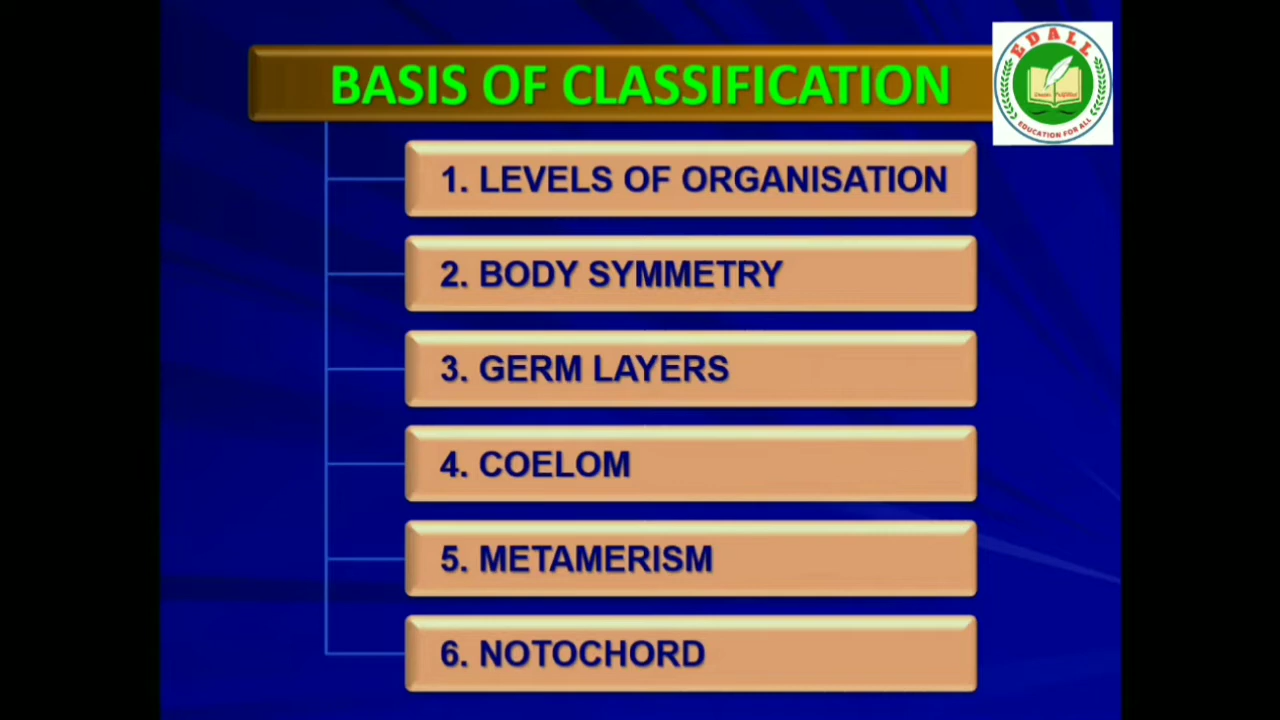 BASIS OF CLASSIFICATION
EDALL
EDUCATION FOR ALL
1. LEVELS OF ORGANISATION
2. BODY SYMMETRY
3. GERM LAYERS
4. COELOM
5. METAMERISM
6. NOTOCHORD